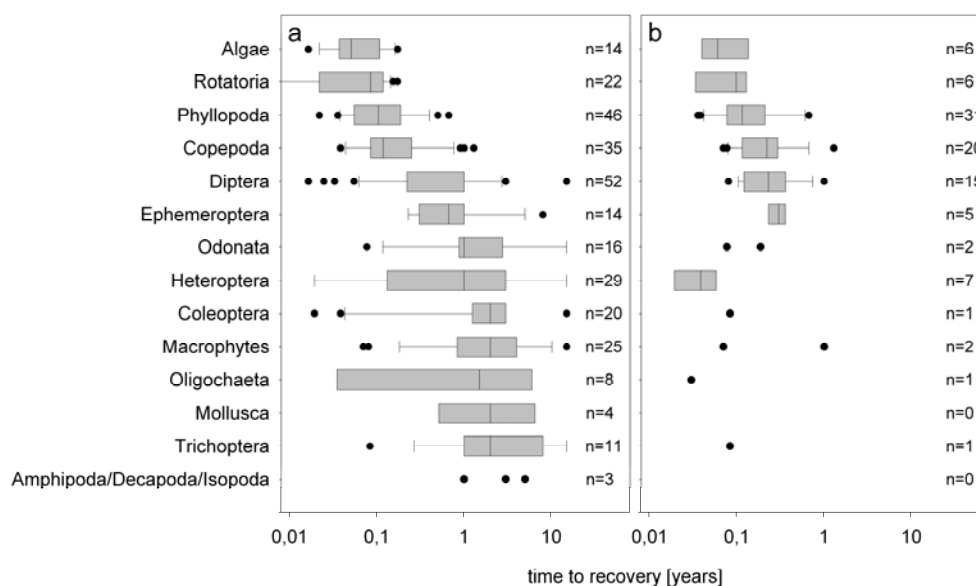 a b
Algae n=14 n=6
Rotatoria n=22 n=6
Phyllopoda n=46 n=31
Copepoda n=35 n=20
Diptera n=52 n=15
Ephemeroptera n=14 n=5
Odonata n=16 n=2
Heteroptera n=29 n=7
Coleoptera n=20 n=1
Macrophytes n=25 n=2
Oligochaeta n=8 n=1
Mollusca n=4 n=0
Trichoptera n=11 n=1
Amphipoda/Decapoda/Isopoda n=3 n=0
0,01 0,1 1 10 0,01 0,1 1 10
time to recovery [years]